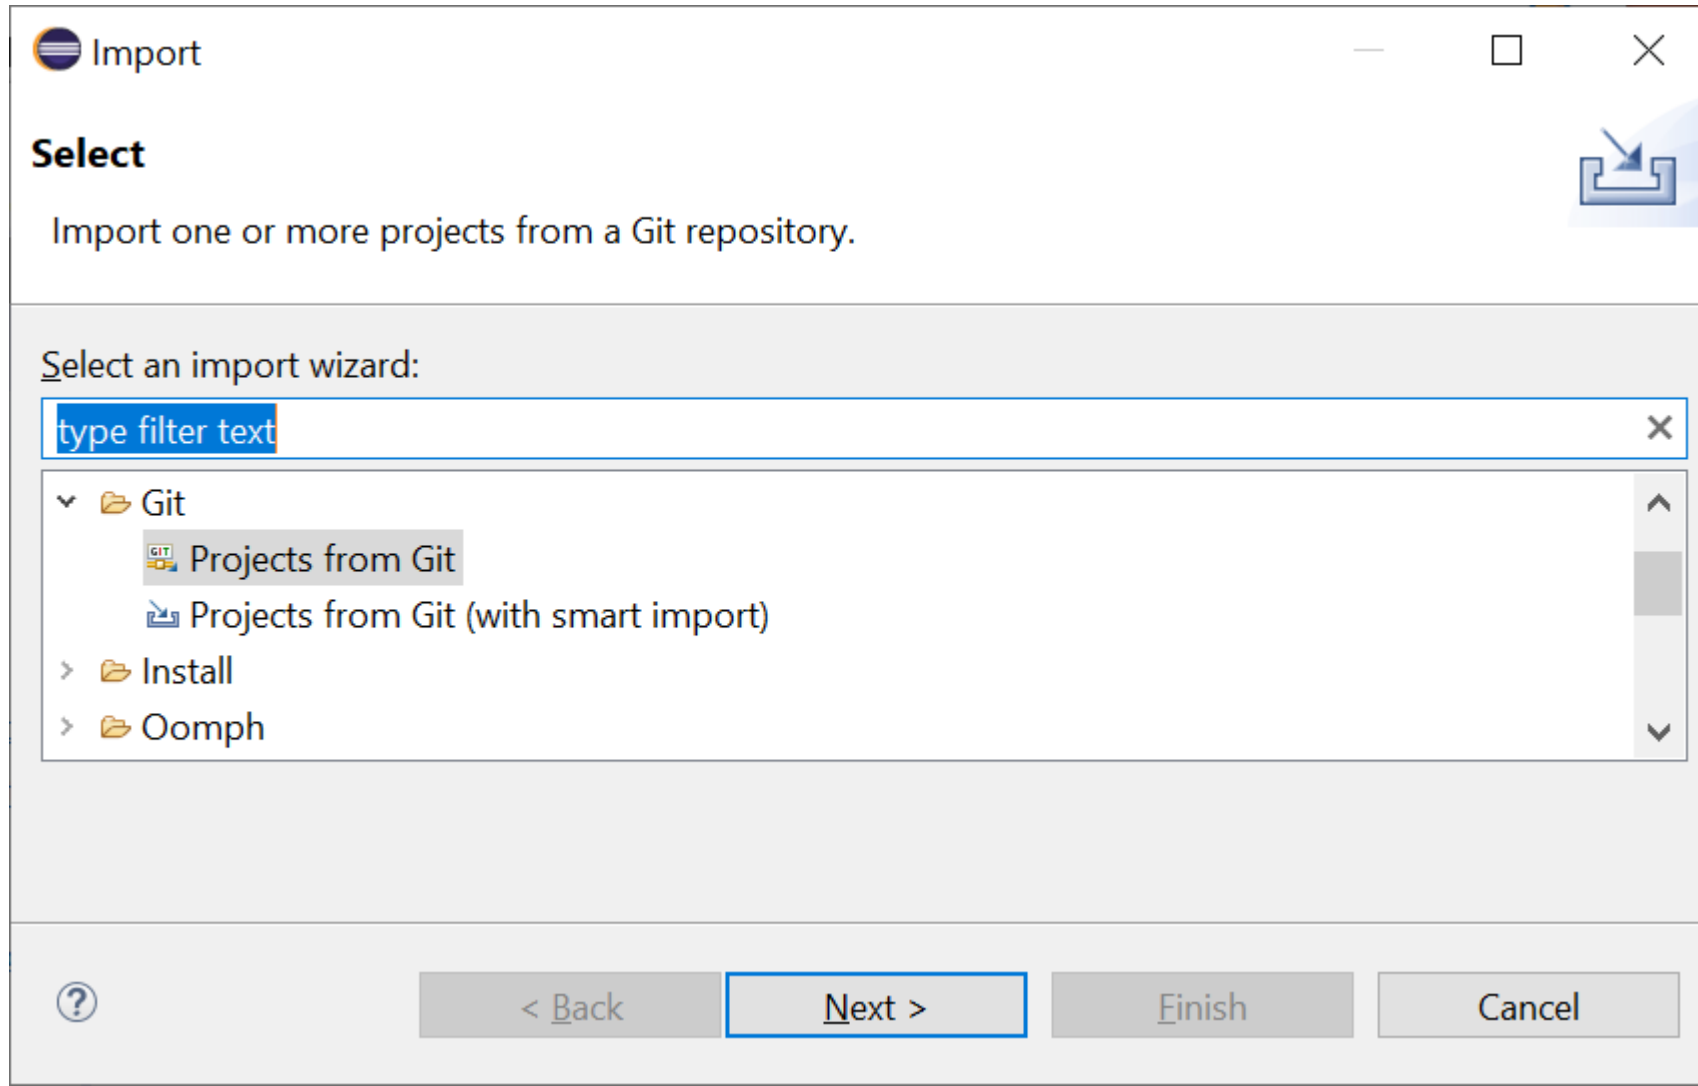 Import
Select
Import one or more projects from a Git repository.
Select an import wizard:
type filter text
Git
GIT Projects from Git
Projects from Git (with smart import)
Install
Oomph
? < Back Next > Finish Cancel